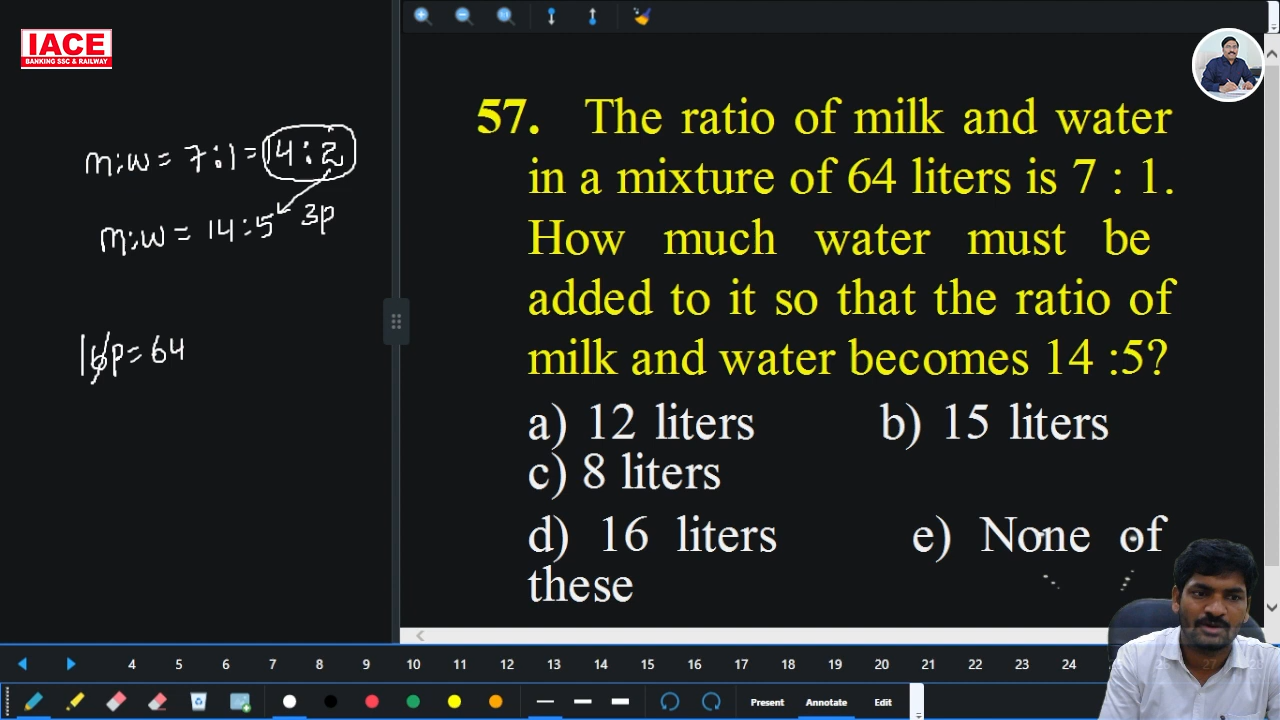 IACE
BANKING SSC & RAILWAY
m:w = 7:1 = 14:2
m:w = 14:5 3p
16p = 64
57. The ratio of milk and water
in a mixture of 64 liters is 7 : 1.
How much water must be
added to it so that the ratio of
milk and water becomes 14 :5?
a) 12 liters b) 15 liters
c) 8 liters
d) 16 liters e) None of
these
4 5 6 7 8 9 10 11 12 13 14 15 16 17 18 19 20 21 22 23 24
Present Annotate Edit